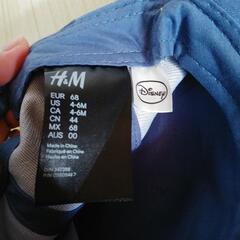 H&M
EUR 68
US 4-6M
CA 4-6M
CN 44
MX 68
AUS 00
Made in China
Fabriqué en Chine
Hecho en China
Disney